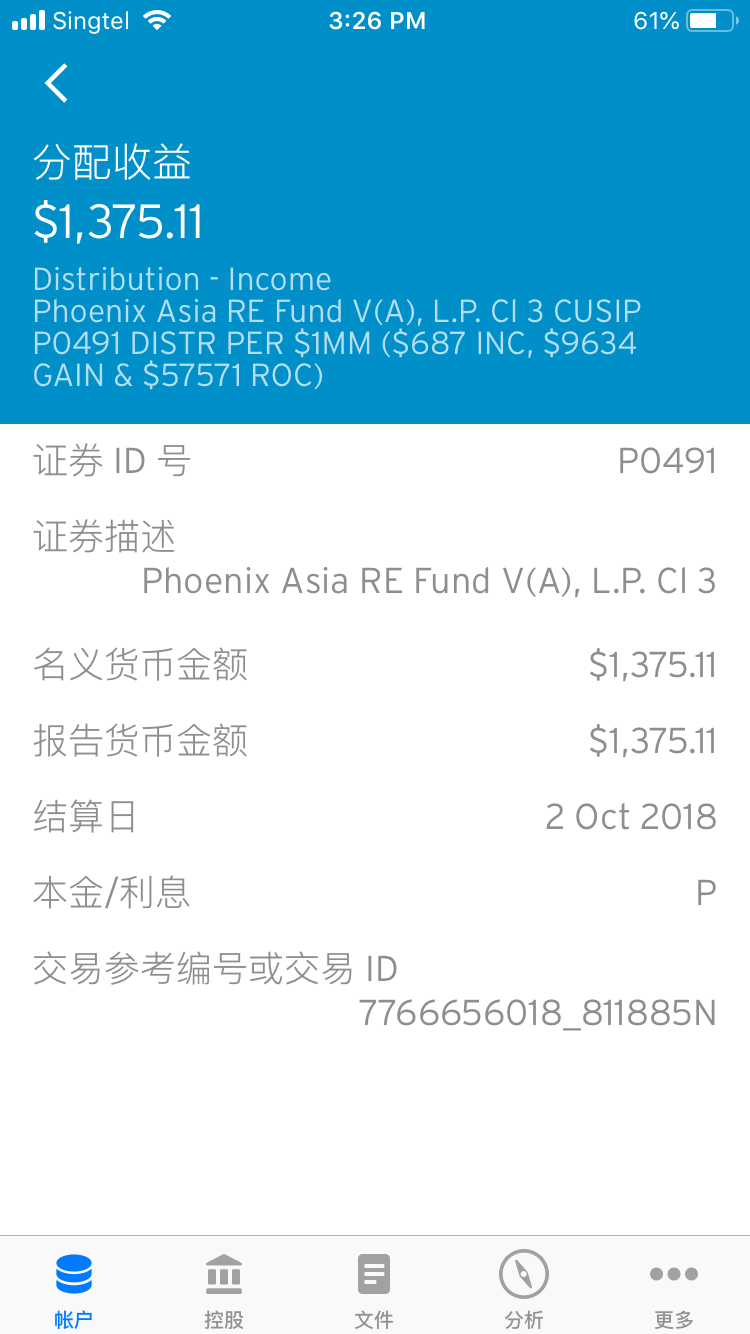 Singtel 3:26 PM 61%
分配收益
$1,375.11
Distribution - Income
Phoenix Asia RE Fund V(A), L.P. Cl 3 CUSIP
P0491 DISTR PER $1MM ($687 INC, $9634
GAIN & $57571 ROC)
证券 ID 号 P0491
证券描述
Phoenix Asia RE Fund V(A), L.P. Cl 3
名义货币金额 $1,375.11
报告货币金额 $1,375.11
结算日 2 Oct 2018
本金/利息 P
交易参考编号或交易 ID
7766656018_811885N
帐户 控股 文件 分析 更多